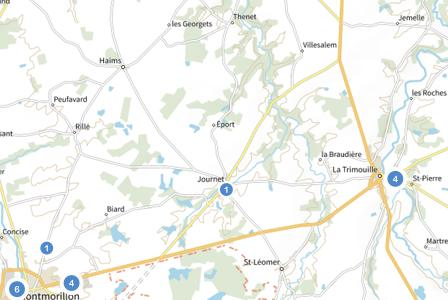 Thenet
les Georgets
Jemelle
Villesalem
Haims
les Roches
Peufavard
Éport
Rillé
la Braudière
La Trimouille
Journet
1
4
St-Pierre
Biard
Concise
1
Martre
St-Léomer
4
6
ontmorillon